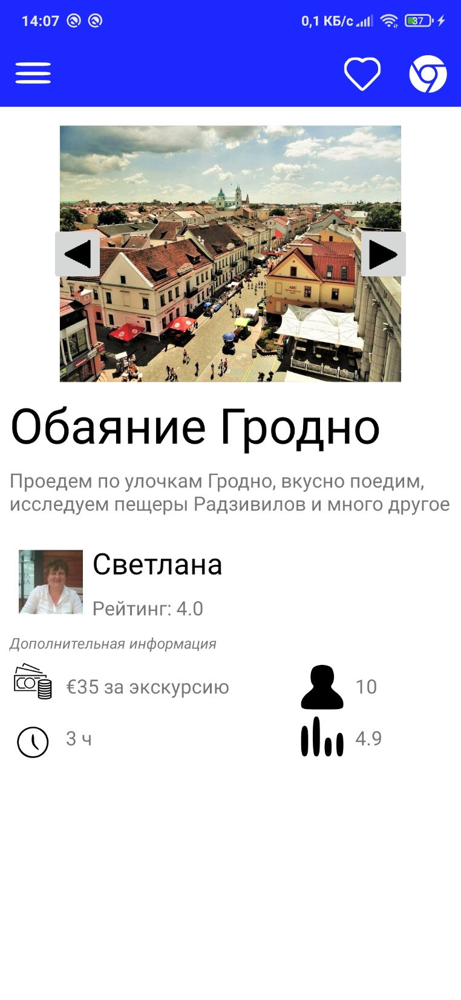 14:07
0,1 КБ/с
37
ABC
Обаяние Гродно
Проедем по улочкам Гродно, вкусно поедим,
исследуем пещеры Радзивилов и много другое
Светлана
Рейтинг: 4.0
Дополнительная информация
€35 за экскурсию
10
3 ч
4.9